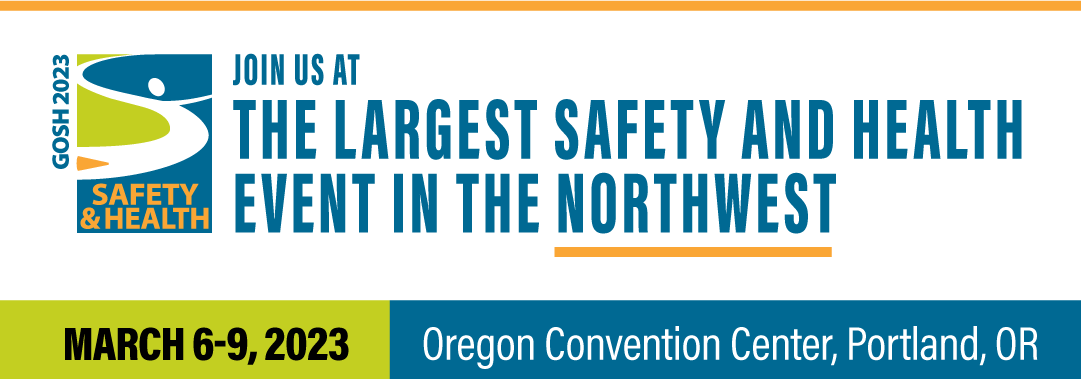 GOSH 2023
SAFETY
& HEALTH
JOIN US AT
THE LARGEST SAFETY AND HEALTH
EVENT IN THE NORTHWEST
MARCH 6-9, 2023
Oregon Convention Center, Portland, OR